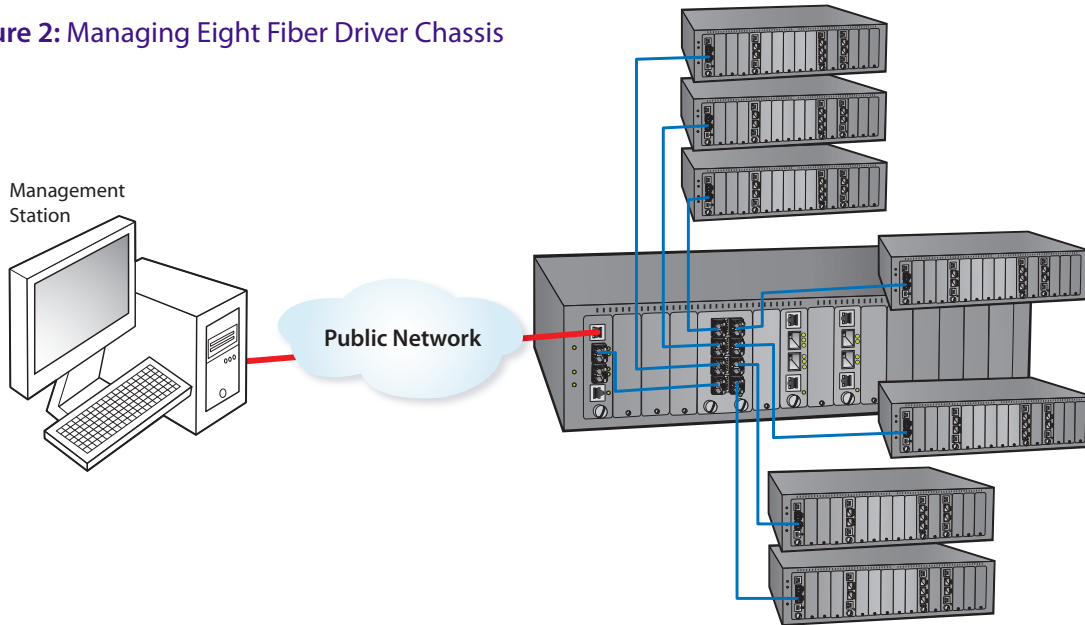 ure 2: Managing Eight Fiber Driver Chassis
Management
Station
Public Network